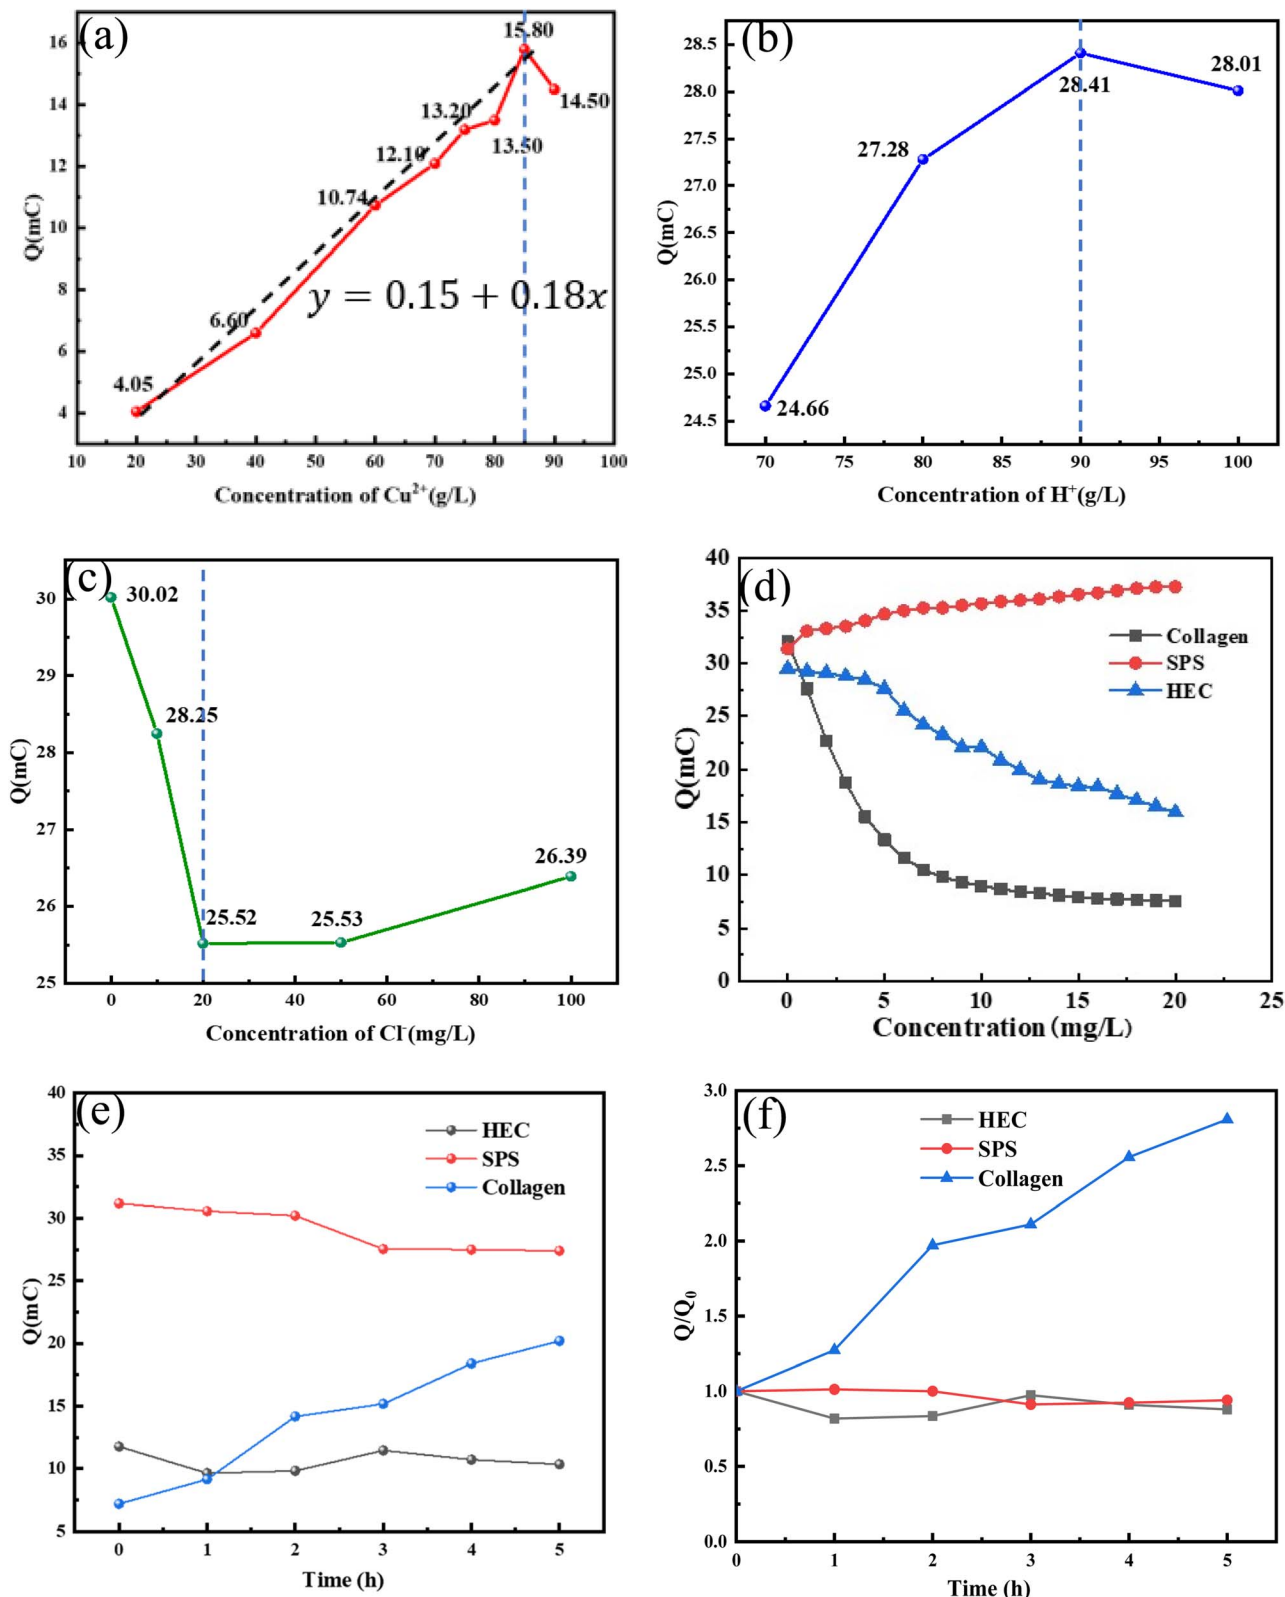 (a)
16
14
12
10
8
6
4
Q(mC)
15.80
14.50
13.20
13.50
12.10
10.74
6.60
4.05
y = 0.15 + 0.18x
10 20 30 40 50 60 70 80 90 100
Concentration of Cu²⁺(g/L)
(b)
28.5
28.0
27.5
27.0
26.5
26.0
25.5
25.0
24.5
Q(mC)
28.41
28.01
27.28
24.66
70 75 80 85 90 95 100
Concentration of H⁺(g/L)
(c)
30
29
28
27
26
25
Q(mC)
30.02
28.25
25.52
25.53
26.39
0 20 40 60 80 100
Concentration of Cl⁻(mg/L)
(d)
40
35
30
25
20
15
10
5
0
Q(mC)
Collagen
SPS
HEC
0 5 10 15 20 25
Concentration (mg/L)
(e)
40
35
30
25
20
15
10
5
Q(mC)
HEC
SPS
Collagen
0 1 2 3 4 5
Time (h)
(f)
3.0
2.5
2.0
1.5
1.0
0.5
0.0
Q/Q₀
HEC
SPS
Collagen
0 1 2 3 4 5
Time (h)